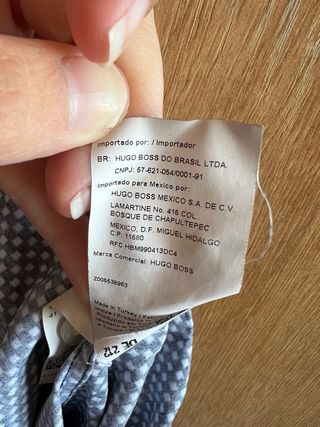 Importado por: / Importador
BR: HUGO BOSS DO BRASIL LTDA.
CNPJ: 57-621-054/0001-91
Importado para Mexico por:
HUGO BOSS MEXICO S.A. DE C.V.
LAMARTINE No. 415 COL.
BOSQUE DE CHAPULTEPEC
MEXICO, D.F. MIGUEL HIDALGO
C.P. 11680
RFC HBM990413DC4
Marca Comercial: HUGO BOSS
Z006538963
Made in Turkey /